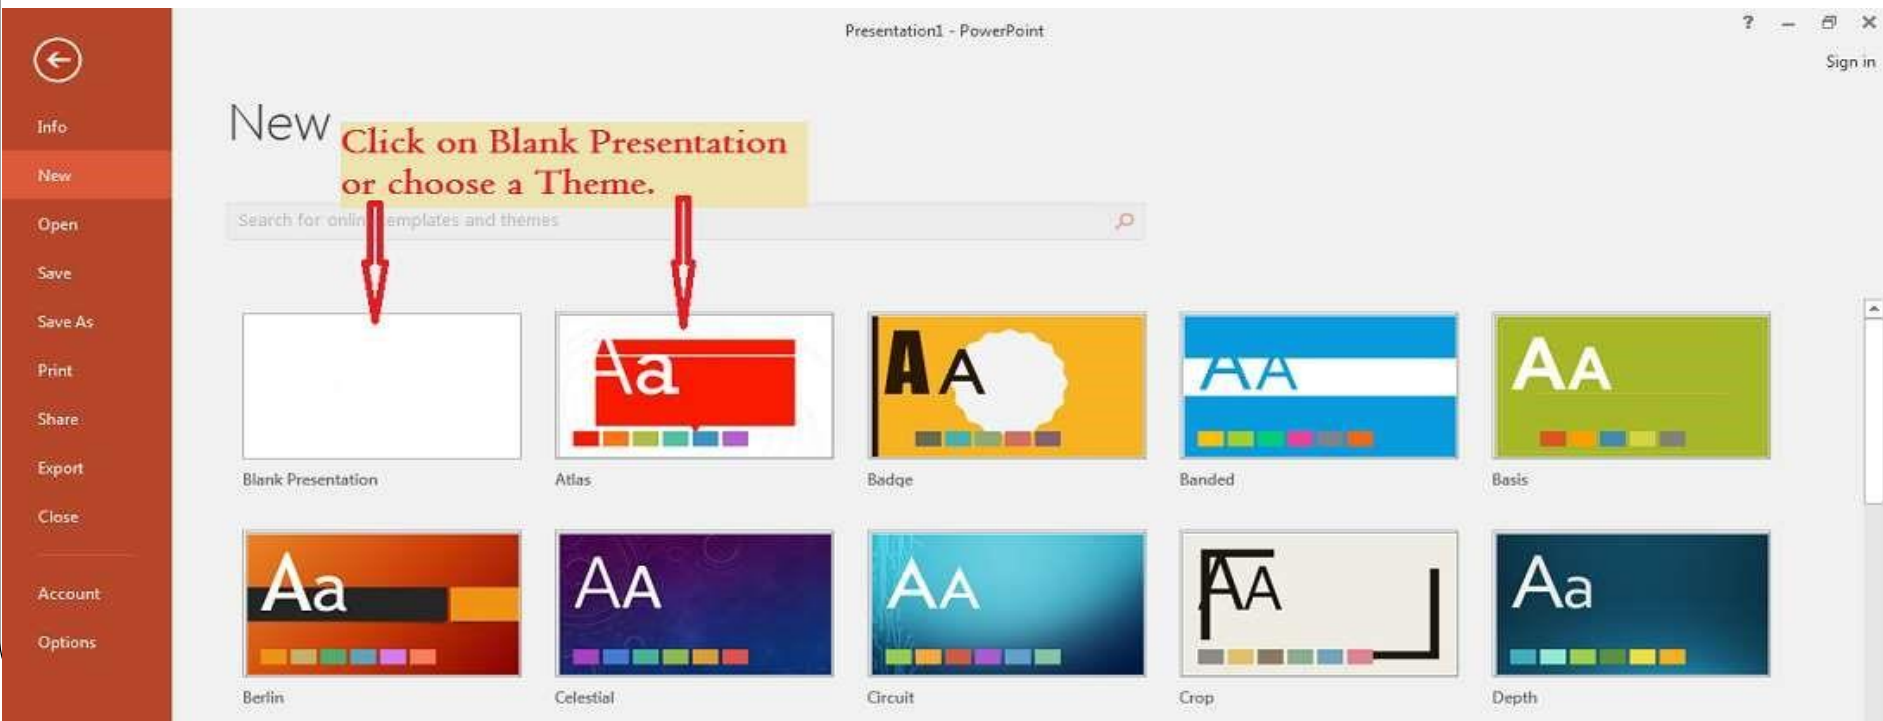 Presentation1 - PowerPoint
?
Sign in
Info
New
Open
Save
Save As
Print
Share
Export
Close
Account
Options
New
Click on Blank Presentation
or choose a Theme.
Search for online templates and themes
Blank Presentation
Aa
Atlas
AA
Badge
AA
Banded
AA
Basis
Aa
Berlin
AA
Celestial
AA
Circuit
AA
Crop
Aa
Depth